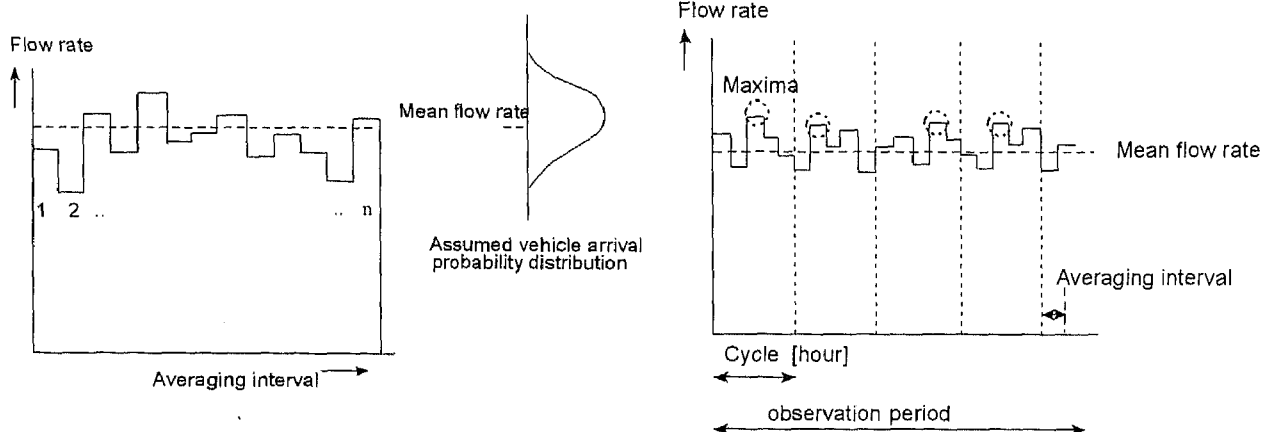 Flow rate
1 2 .. .. n
Averaging interval
Mean flow rate
Assumed vehicle arrival
probability distribution
Flow rate
Maxima
Mean flow rate
Averaging interval
Cycle [hour]
observation period